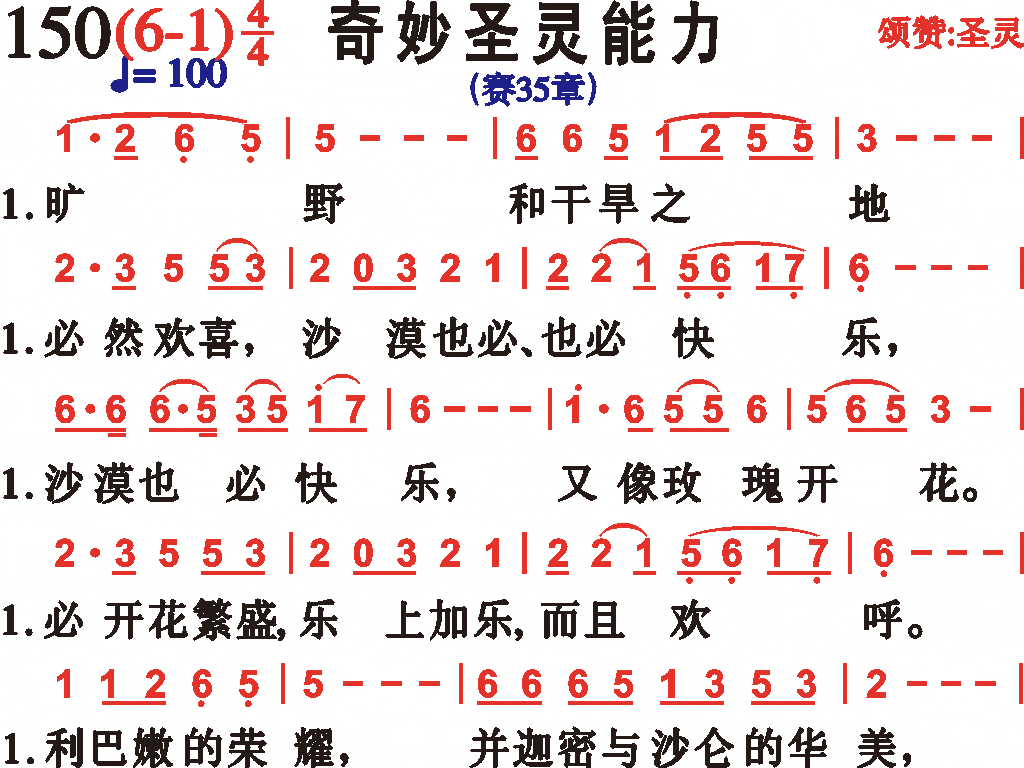 150(6-1)4/4 奇妙圣灵能力 颂赞:圣灵
♩= 100 (赛35章)
1·2 6 5 | 5 - - - | 6 6 5 1 2 5 5 | 3 - - - |
1.旷 野 和干旱之 地
2·3 5 5 3 | 2 0 3 2 1 | 2 2 1 5 6 1 7 | 6 - - - |
1.必 然欢喜， 沙 漠也必、也必 快 乐，
6·6 6·5 3 5 1 7 | 6 - - - | 1·6 5 5 6 | 5 6 5 3 - |
1.沙漠也 必 快 乐， 又 像玫 瑰开 花。
2·3 5 5 3 | 2 0 3 2 1 | 2 2 1 5 6 1 7 | 6 - - - |
1.必 开花繁盛,乐 上加乐,而且 欢 呼。
1 1 2 6 5 | 5 - - - | 6 6 6 5 1 3 5 3 | 2 - - |
1.利巴嫩的荣 耀， 并迦密与沙仑的华 美，